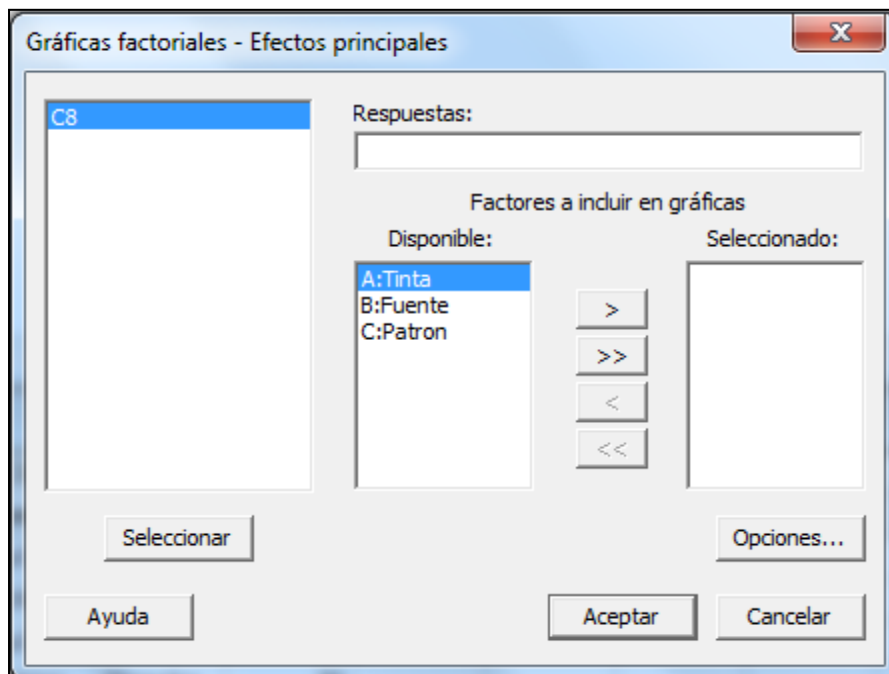 Gráficas factoriales - Efectos principales
X
C8
Respuestas:
Factores a incluir en gráficas
Disponible:
Seleccionado:
A:Tinta
B:Fuente
C:Patron
>
>>
<
<<
Seleccionar
Opciones...
Ayuda
Aceptar
Cancelar